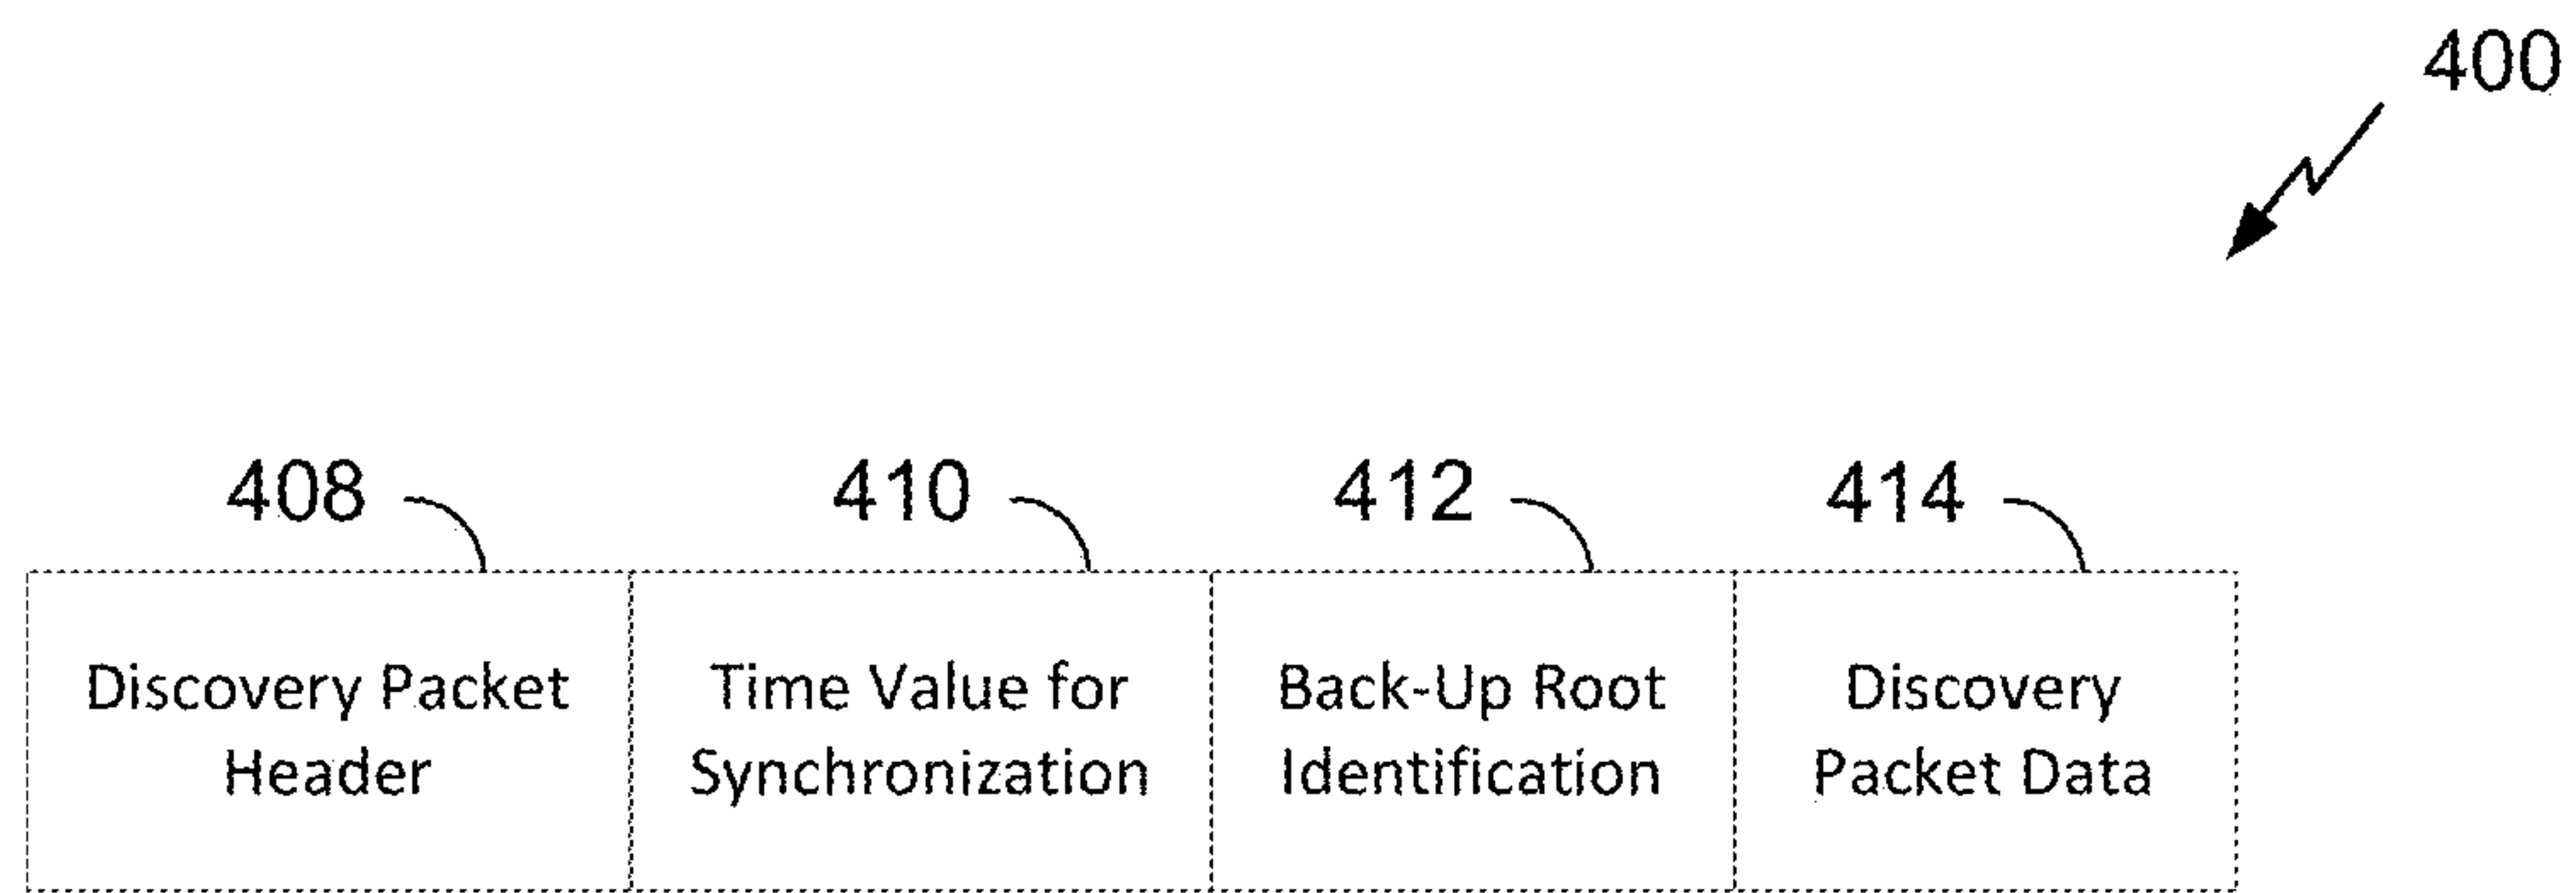 400
408
410
412
414
Discovery Packet
Header
Time Value for
Synchronization
Back-Up Root
Identification
Discovery
Packet Data